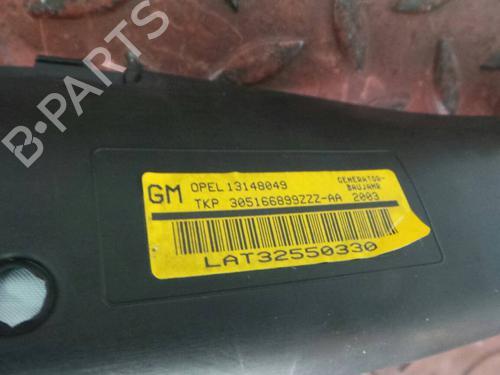 B-PARTS
GM OPEL 13148049 GENERATOR-
BAUJAHR
TKP 305166899ZZZ-AA 2003
LAT32550330